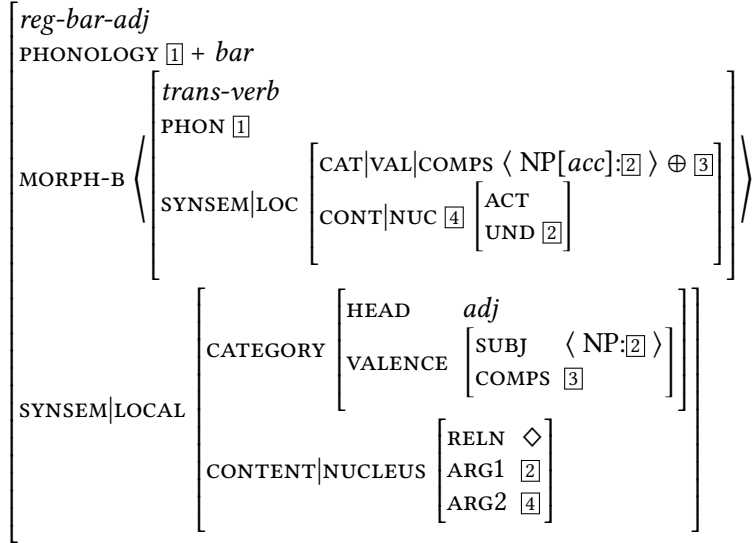 reg-bar-adj
PHONOLOGY 1 + bar
trans-verb
PHON 1
MORPH-B ⟨ SYNSEM|LOC CAT|VAL|COMPS ⟨ NP[acc]:2 ⟩ ⊕ 3 ⟩
CONT|NUC 4 ACT
UND 2
HEAD adj
CATEGORY VALENCE SUBJ ⟨ NP:2 ⟩
COMPS 3
SYNSEM|LOCAL
RELN ◇
CONTENT|NUCLEUS ARG1 2
ARG2 4